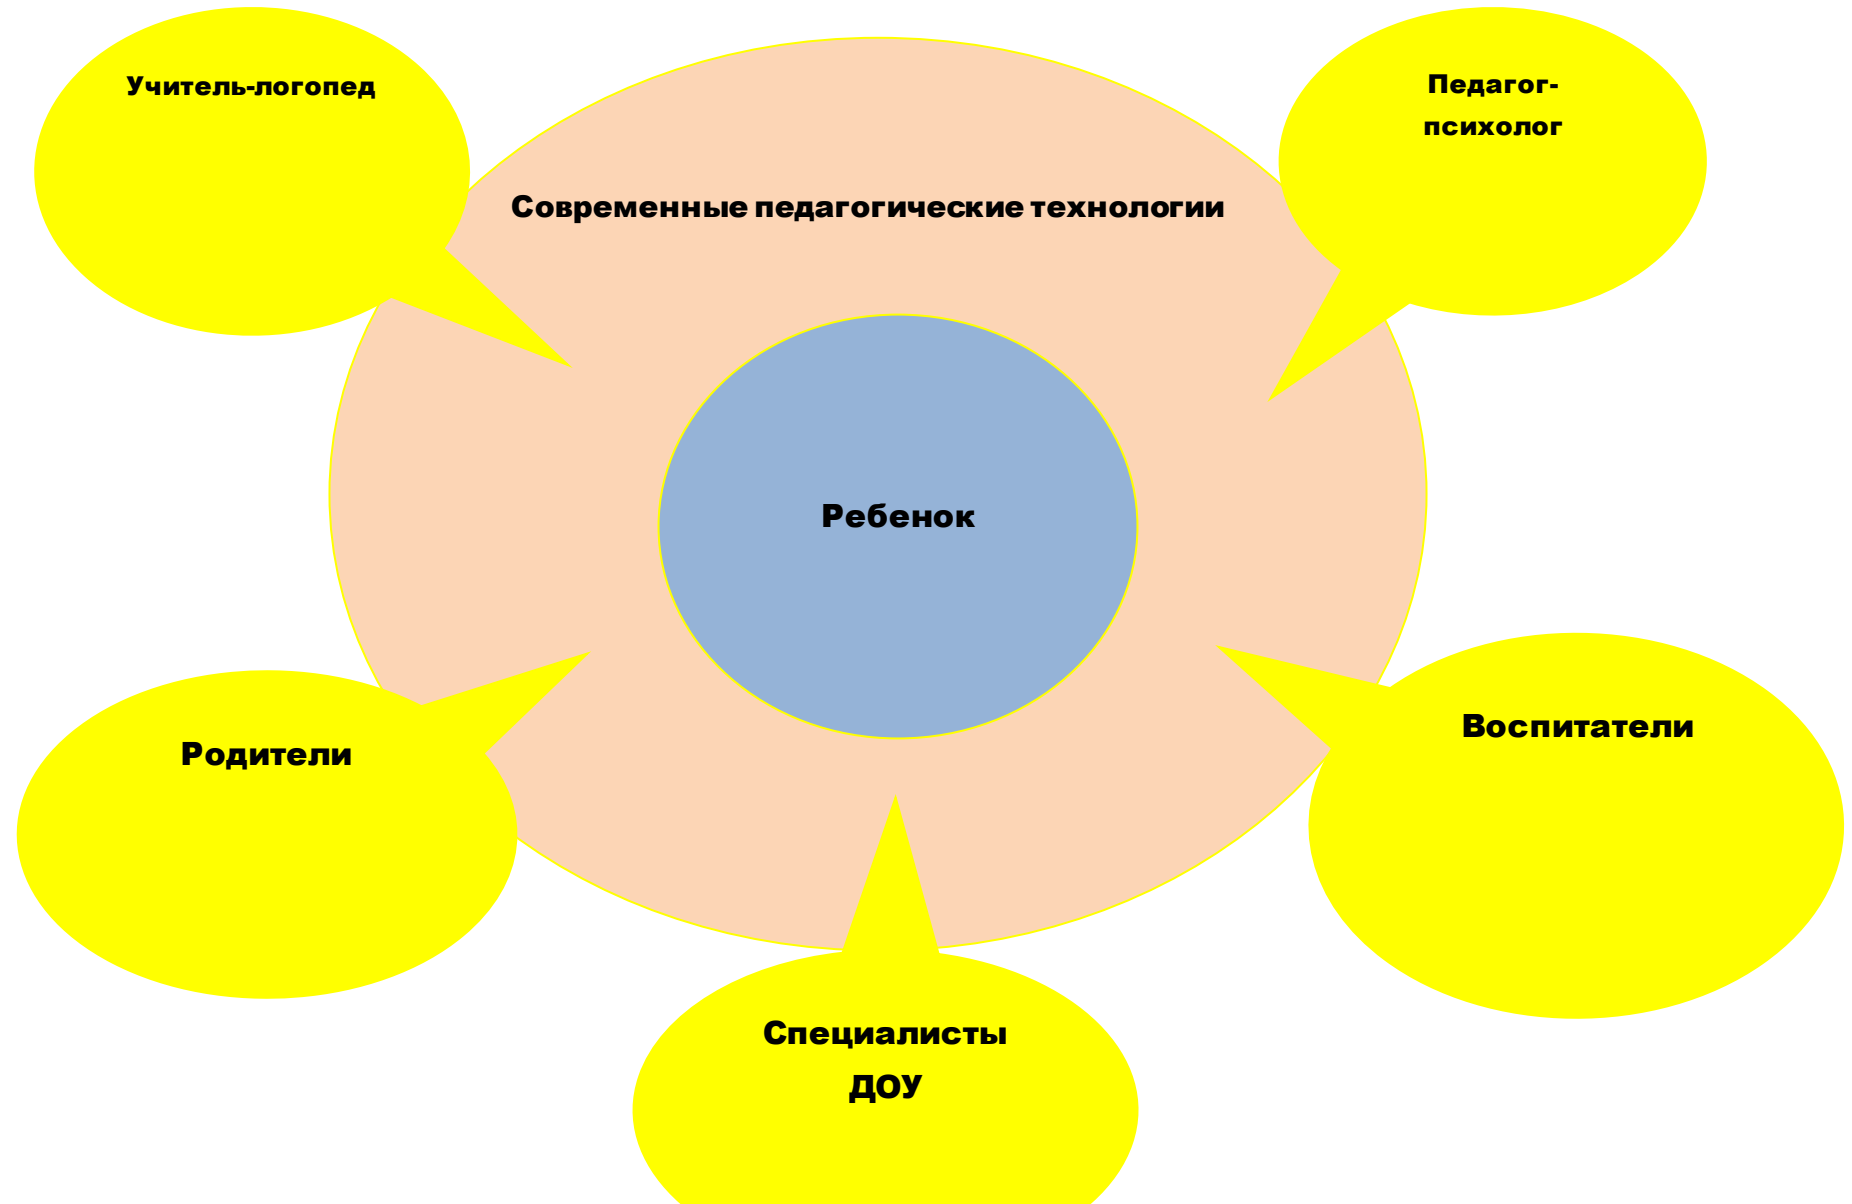 Учитель-логопед
Педагог-
психолог
Современные педагогические технологии
Ребенок
Родители
Воспитатели
Специалисты
ДОУ